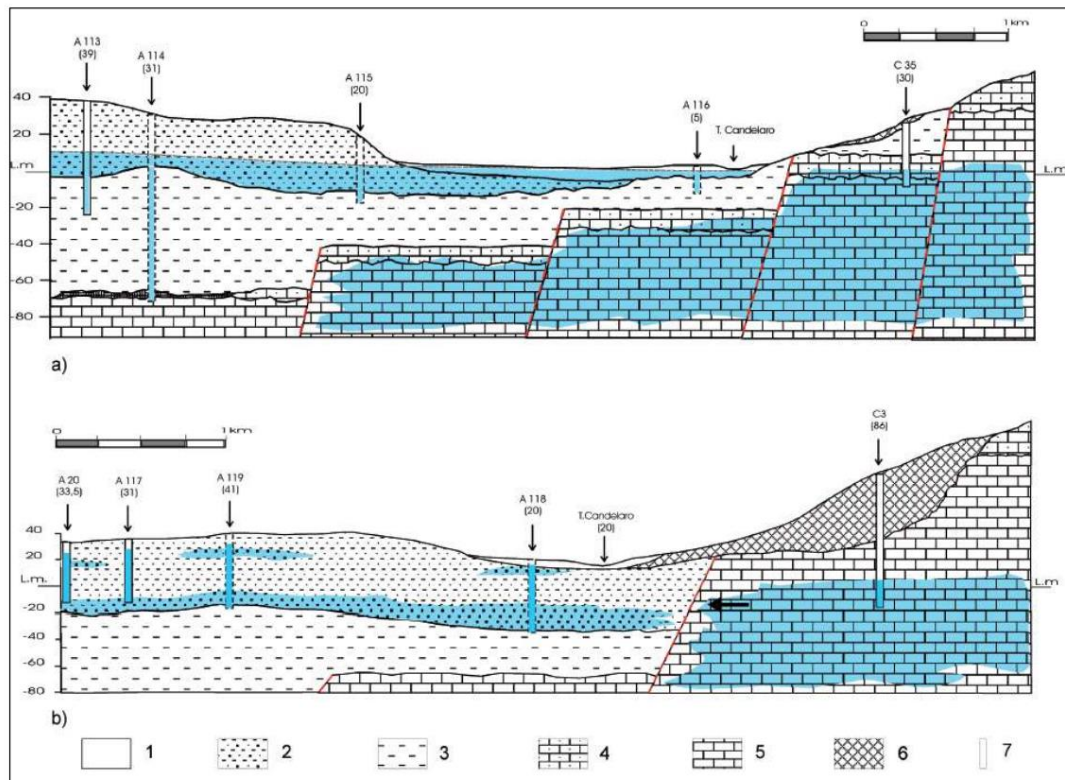 0 1 km
A 113
(39)
A 114
(31)
A 115
(20)
A 116
(5)
T. Candelaro
C 35
(30)
40
20
L.m
-20
-40
-60
-80
L.m
a)
0 1 km
A 20
(33,5)
A 117
(31)
A 119
(41)
A 118
(20)
T.Candelaro
(20)
C3
(86)
40
20
L.m.
-20
-40
-60
-80
L.m
b)
1 2 3 4 5 6 7